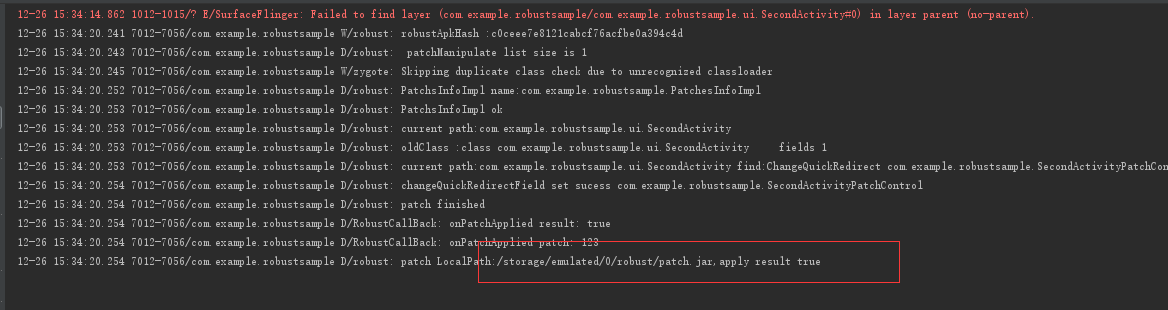 12-26 15:34:14.862 1012-1015/? E/SurfaceFlinger: Failed to find layer (com.example.robustsample/com.example.robustsample.ui.SecondActivity#0) in layer parent (no-parent).
12-26 15:34:20.241 7012-7056/com.example.robustsample W/robust: robustApkHash :c0ceee7e8121cabcf76acfbe0a394c4d
12-26 15:34:20.243 7012-7056/com.example.robustsample D/robust:  patchManipulate list size is 1
12-26 15:34:20.245 7012-7056/com.example.robustsample W/zygote: Skipping duplicate class check due to unrecognized classloader
12-26 15:34:20.252 7012-7056/com.example.robustsample D/robust: PatchsInfoImpl name:com.example.robustsample.PatchesInfoImpl
12-26 15:34:20.253 7012-7056/com.example.robustsample D/robust: PatchsInfoImpl ok
12-26 15:34:20.253 7012-7056/com.example.robustsample D/robust: current path:com.example.robustsample.ui.SecondActivity
12-26 15:34:20.253 7012-7056/com.example.robustsample D/robust: oldClass :class com.example.robustsample.ui.SecondActivity     fields 1
12-26 15:34:20.253 7012-7056/com.example.robustsample D/robust: current path:com.example.robustsample.ui.SecondActivity find:ChangeQuickRedirect com.example.robustsample.SecondActivityPatchCon
12-26 15:34:20.254 7012-7056/com.example.robustsample D/robust: changeQuickRedirectField set sucess com.example.robustsample.SecondActivityPatchControl
12-26 15:34:20.254 7012-7056/com.example.robustsample D/robust: patch finished
12-26 15:34:20.254 7012-7056/com.example.robustsample D/RobustCallBack: onPatchApplied result: true
12-26 15:34:20.254 7012-7056/com.example.robustsample D/RobustCallBack: onPatchApplied patch: 123
12-26 15:34:20.254 7012-7056/com.example.robustsample D/robust: patch LocalPath:/storage/emulated/0/robust/patch.jar,apply result true